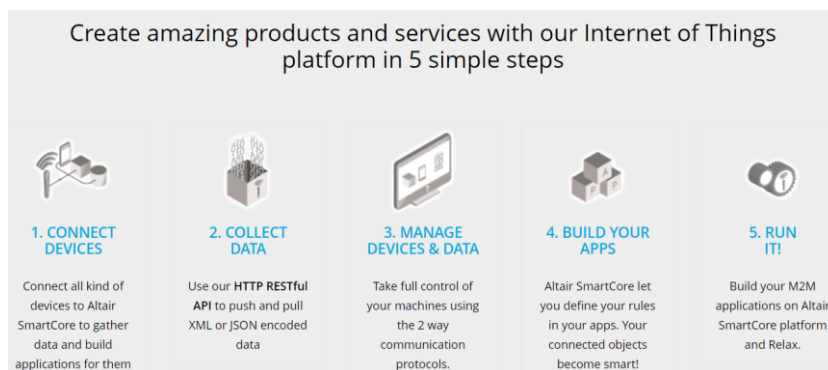 Create amazing products and services with our Internet of Things
platform in 5 simple steps
1. CONNECT
DEVICES
Connect all kind of
devices to Altair
SmartCore to gather
data and build
applications for them
2. COLLECT
DATA
Use our HTTP RESTful
API to push and pull
XML or JSON encoded
data
3. MANAGE
DEVICES & DATA
Take full control of
your machines using
the 2 way
communication
protocols.
4. BUILD YOUR
APPS
A
P P
Altair SmartCore let
you define your rules
in your apps. Your
connected objects
become smart!
5. RUN
IT!
Build your M2M
applications on Altair
SmartCore platform
and Relax.